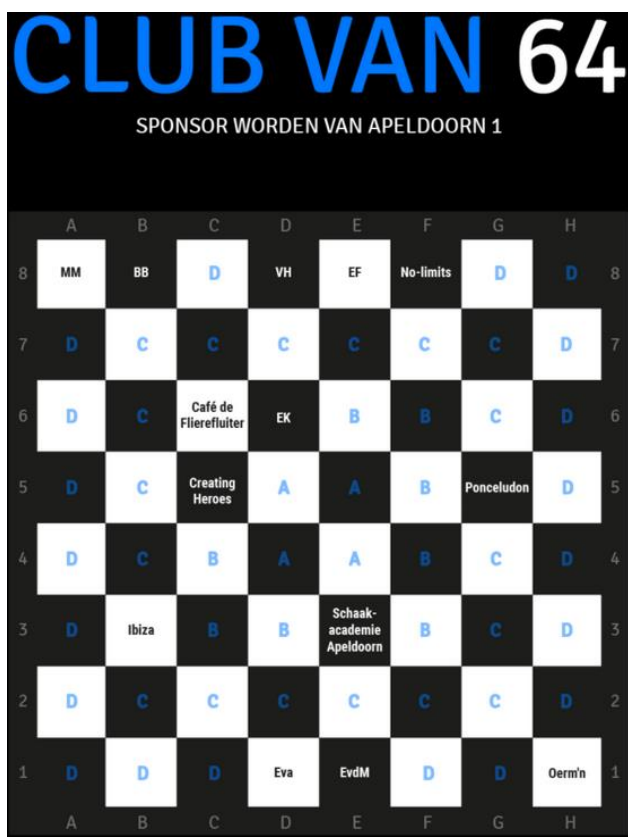 CLUB VAN 64
SPONSOR WORDEN VAN APELDOORN 1
A B C D E F G H
8 MM BB D VH EF No-limits D D 8
7 D C C C C C C D 7
6 D C Café de
Flierefluiter EK B B C D 6
5 D C Creating
Heroes A A B Ponceludon D 5
4 D C B A A B C D 4
3 D Ibiza B B Schaak-
academie
Apeldoorn B C D 3
2 D C C C C C C D 2
1 D D D Eva EvdM D D Oerm'n 1
A B C D E F G H